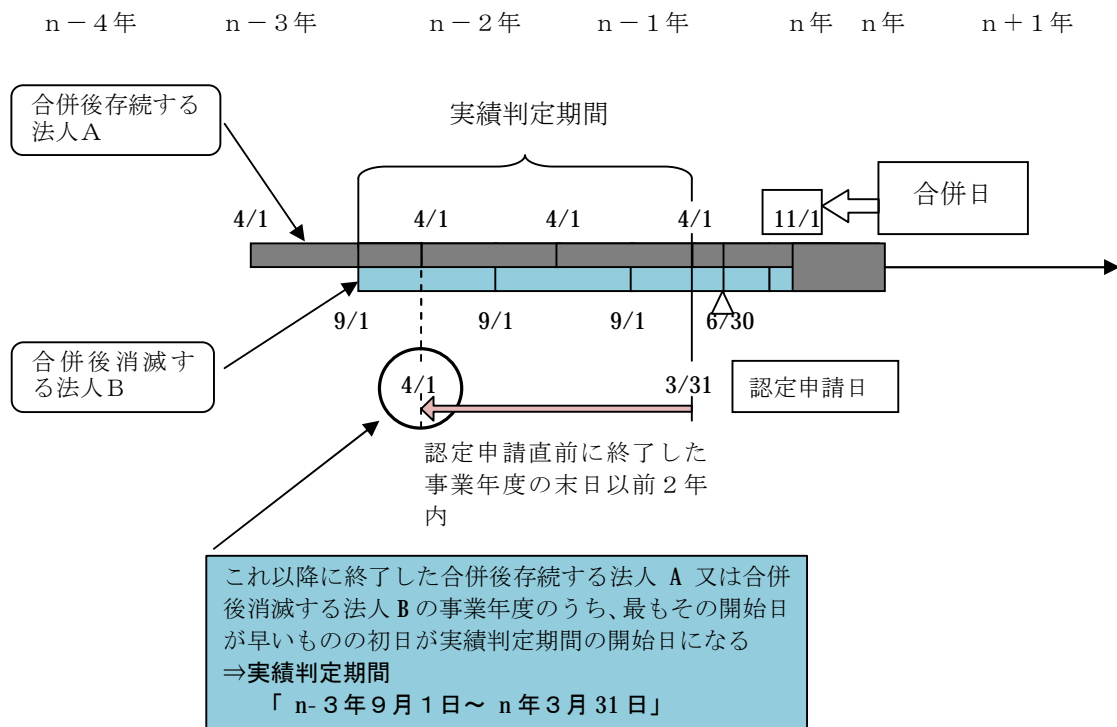 ｎ－４年　ｎ－３年　ｎ－２年　ｎ－１年　ｎ年　ｎ年　ｎ＋１年
合併後存続する
法人Ａ
実績判定期間
合併日
4/1 4/1 4/1 4/1 11/1
9/1 9/1 9/1 6/30
合併後消滅す
る法人Ｂ
4/1 3/31
認定申請日
認定申請直前に終了した
事業年度の末日以前２年
内
これ以降に終了した合併後存続する法人 A 又は合併
後消滅する法人 B の事業年度のうち、最もその開始日
が早いものの初日が実績判定期間の開始日になる
⇒実績判定期間
「 n-３年９月１日～ n 年３月 31 日」